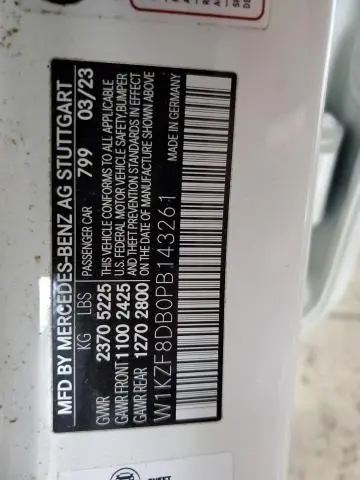 MFD BY MERCEDES-BENZ AG STUTTGART
KG LBS PASSENGER CAR 799 03/23
GVWR 2370 5225 THIS VEHICLE CONFORMS TO ALL APPLICABLE
GAWR FRONT 1100 2425 U.S. FEDERAL MOTOR VEHICLE SAFETY,BUMPER
AND THEFT PREVENTION STANDARDS IN EFFECT
GAWR REAR 1270 2800 ON THE DATE OF MANUFACTURE SHOWN ABOVE
W1KZF8DB0PB143261 MADE IN GERMANY